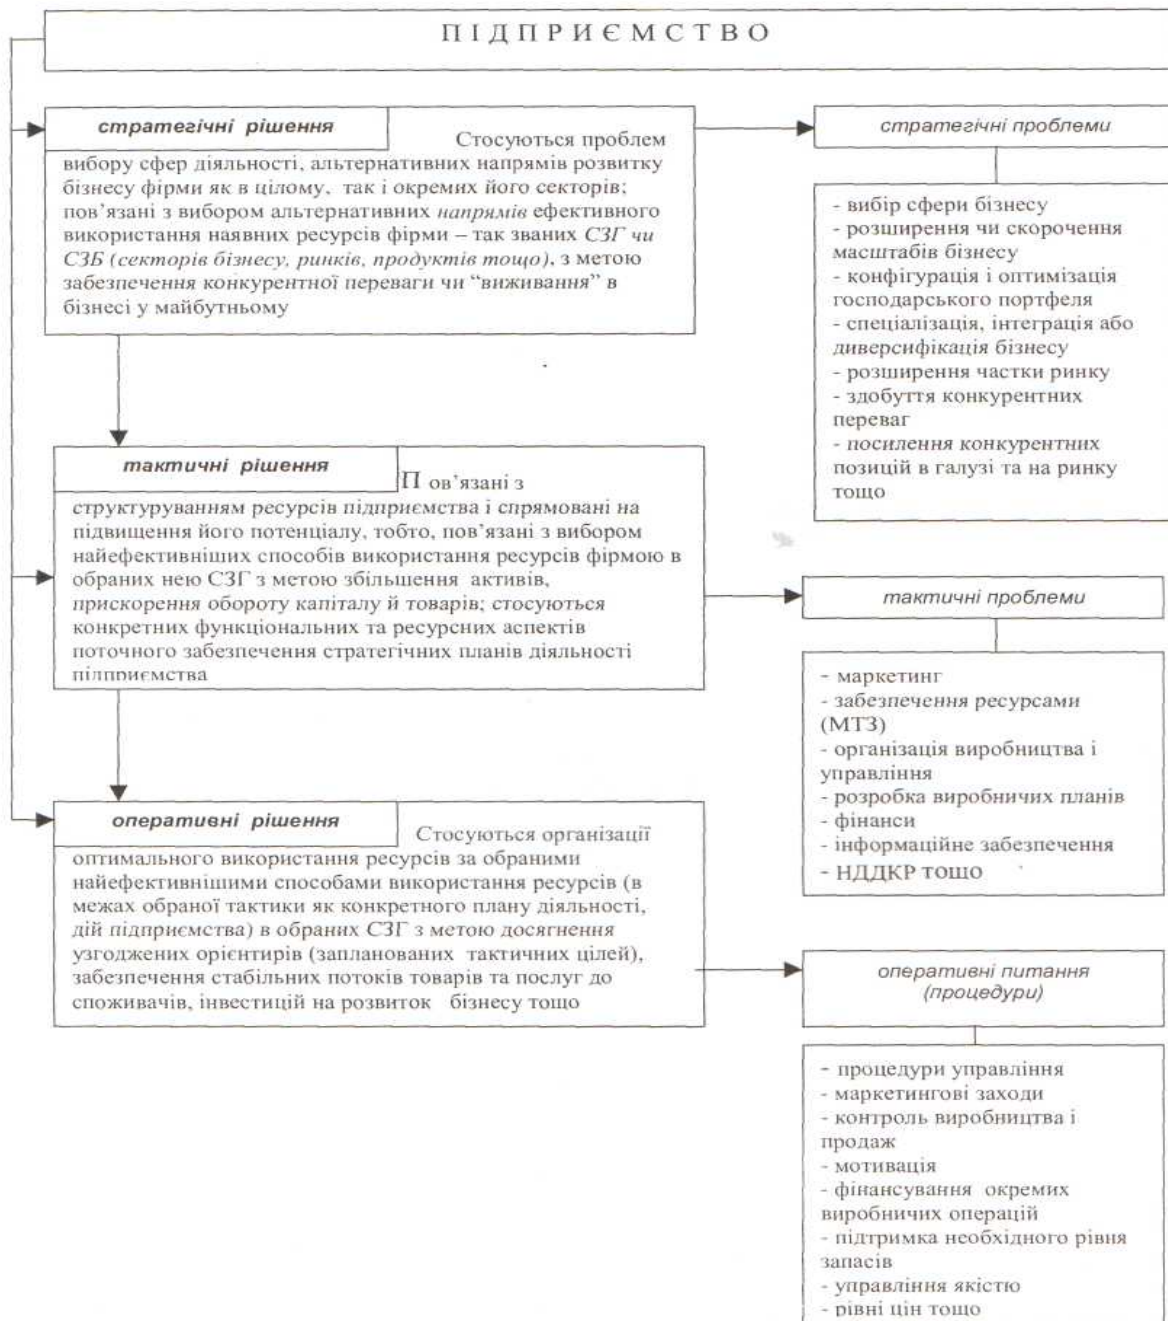 ПІДПРИЄМСТВО
стратегічні рішення
Стосуються проблем
вибору сфер діяльності, альтернативних напрямів розвитку
бізнесу фірми як в цілому, так і окремих його секторів;
пов’язані з вибором альтернативних напрямів ефективного
використання наявних ресурсів фірми – так званих СЗГ чи
СЗБ (секторів бізнесу, ринків, продуктів тощо), з метою
забезпечення конкурентної переваги чи “виживання” в
бізнесі у майбутньому
стратегічні проблеми
- вибір сфери бізнесу
- розширення чи скорочення
масштабів бізнесу
- конфігурація і оптимізація
господарського портфеля
- спеціалізація, інтеграція або
диверсифікація бізнесу
- розширення частки ринку
- здобуття конкурентних
переваг
- посилення конкурентних
позицій в галузі та на ринку
тощо
тактичні рішення
П ов’язані з
структуруванням ресурсів підприємства і спрямовані на
підвищення його потенціалу, тобто, пов’язані з вибором
найефективніших способів використання ресурсів фірмою в
обраних нею СЗГ з метою збільшення активів,
прискорення обороту капіталу й товарів; стосуються
конкретних функціональних та ресурсних аспектів
поточного забезпечення стратегічних планів діяльності
підприємства
тактичні проблеми
- маркетинг
- забезпечення ресурсами
(МТЗ)
- організація виробництва і
управління
- розробка виробничих планів
- фінанси
- інформаційне забезпечення
- НДДКР тощо
оперативні рішення
Стосуються організації
оптимального використання ресурсів за обраними
найефективнішими способами використання ресурсів (в
межах обраної тактики як конкретного плану діяльності,
дій підприємства) в обраних СЗГ з метою досягнення
узгоджених орієнтирів (запланованих тактичних цілей),
забезпечення стабільних потоків товарів та послуг до
споживачів, інвестицій на розвиток бізнесу тощо
оперативні питання
(процедури)
- процедури управління
- маркетингові заходи
- контроль виробництва і
продаж
- мотивація
- фінансування окремих
виробничих операцій
- підтримка необхідного рівня
запасів
- управління якістю
- рівні цін тощо